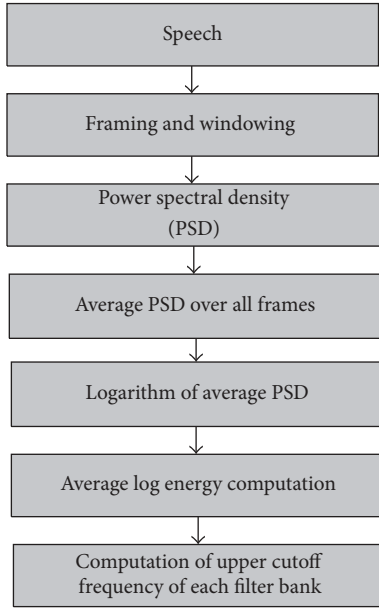 Speech
Framing and windowing
Power spectral density
(PSD)
Average PSD over all frames
Logarithm of average PSD
Average log energy computation
Computation of upper cutoff
frequency of each filter bank